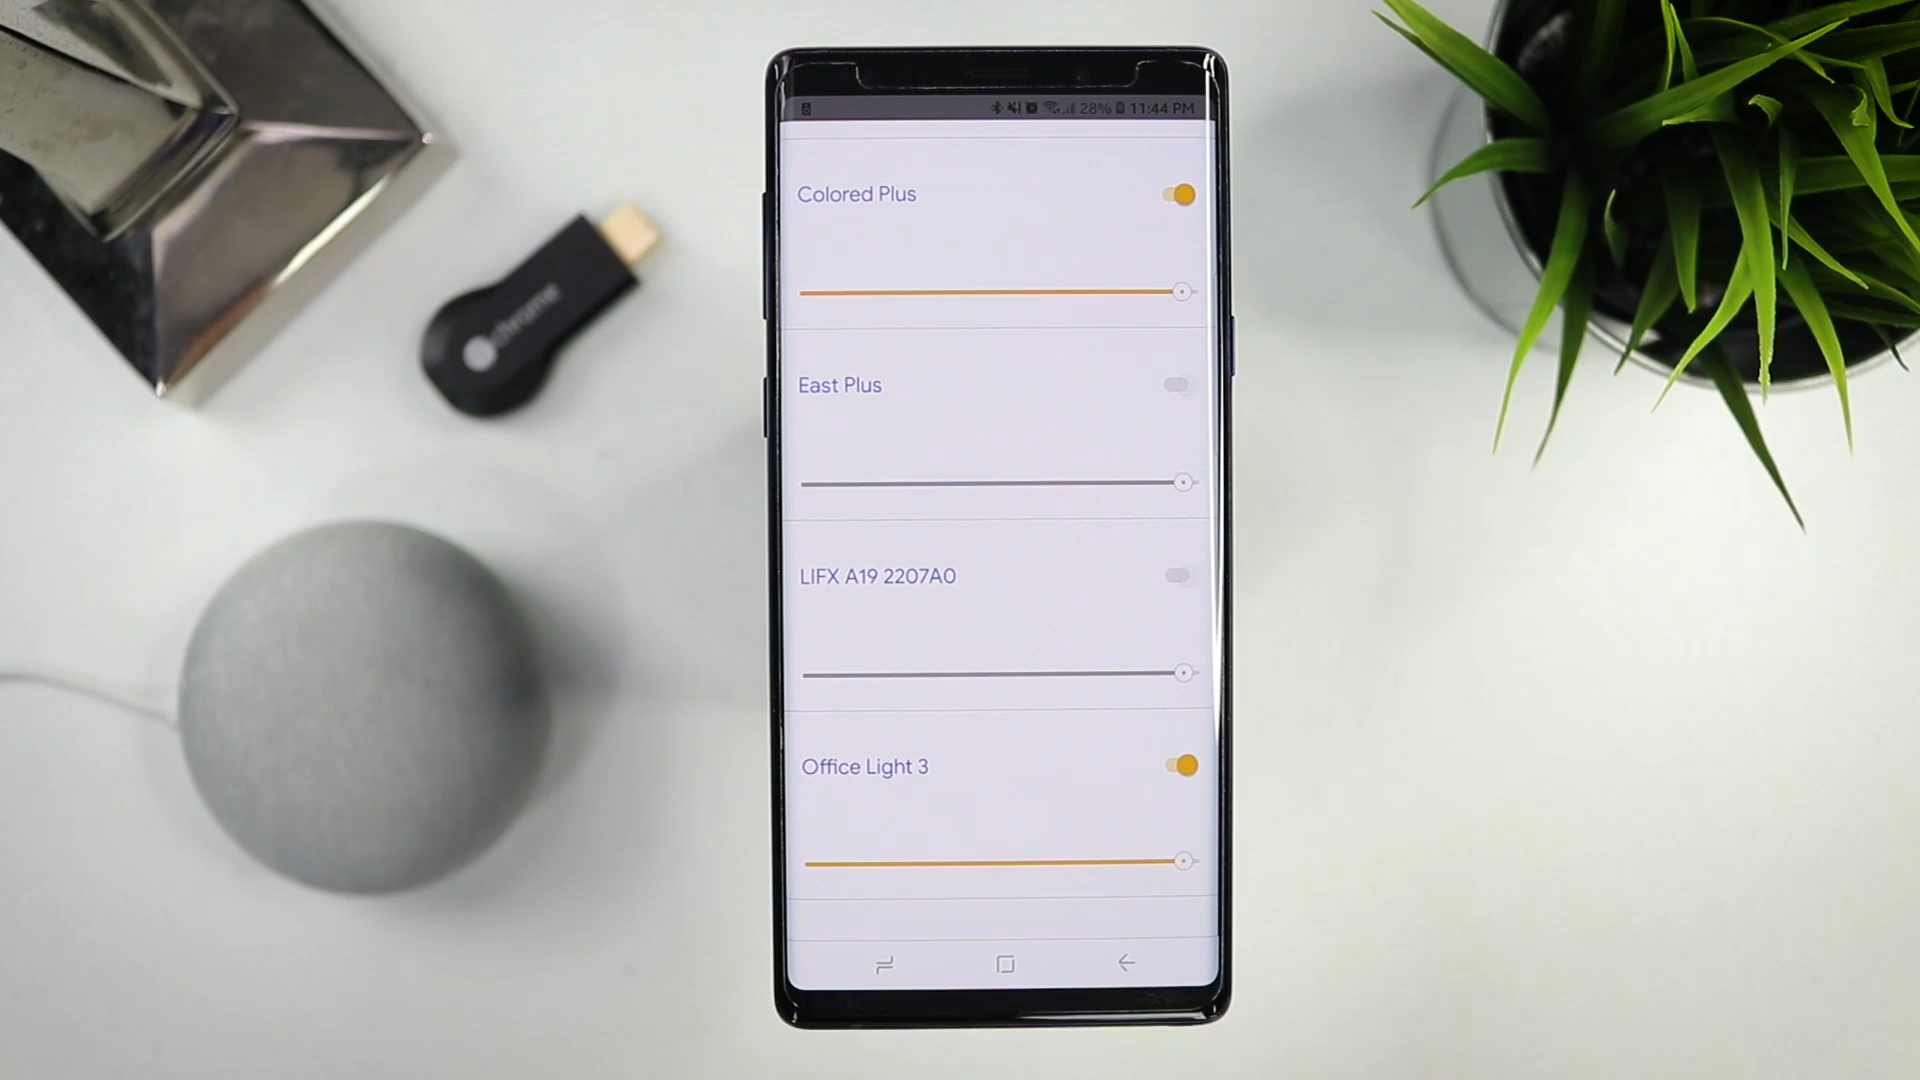 chrome
28% 11:44 PM
Colored Plus
East Plus
LIFX A19 2207A0
Office Light 3